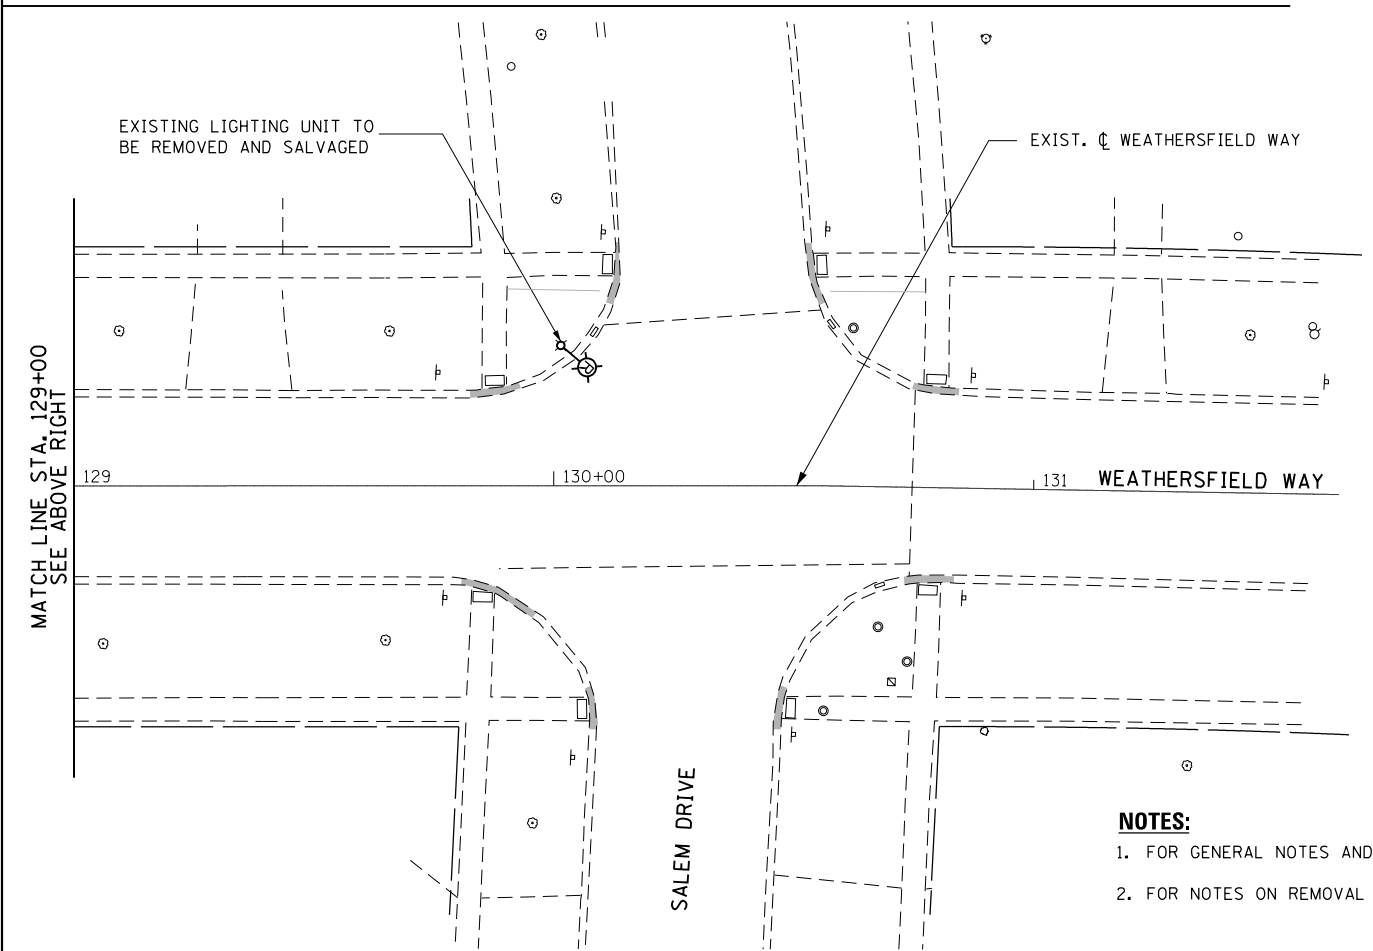 EXISTING LIGHTING UNIT TO
BE REMOVED AND SALVAGED
EXIST. ℄ WEATHERSFIELD WAY
MATCH LINE STA. 129+00
SEE ABOVE RIGHT
129
130+00
131
WEATHERSFIELD WAY
SALEM DRIVE
NOTES:
1. FOR GENERAL NOTES AND
2. FOR NOTES ON REMOVAL